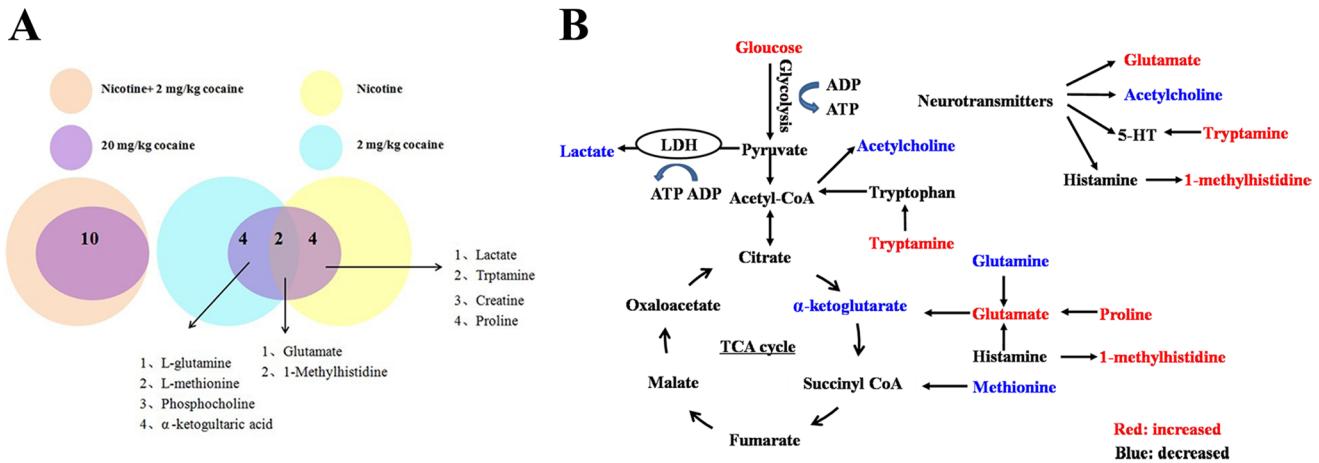 A
Nicotine+ 2 mg/kg cocaine
Nicotine
20 mg/kg cocaine
2 mg/kg cocaine
10
4
2
4
1、Lactate
2、Trptamine
3、Creatine
4、Proline
1、L-glutamine
2、L-methionine
3、Phosphocholine
4、α-ketogultaric acid
1、Glutamate
2、1-Methylhistidine
B
Gloucose
Glycolysis
ADP
ATP
Lactate
LDH
Pyruvate
ATP ADP
Acetylcholine
Acetyl-CoA
Tryptophan
Tryptamine
Citrate
Oxaloacetate
α-ketoglutarate
TCA cycle
Malate
Succinyl CoA
Fumarate
Neurotransmitters
Glutamate
Acetylcholine
5-HT
Tryptamine
Histamine
1-methylhistidine
Glutamine
Glutamate
Proline
Histamine
1-methylhistidine
Methionine
Red: increased
Blue: decreased